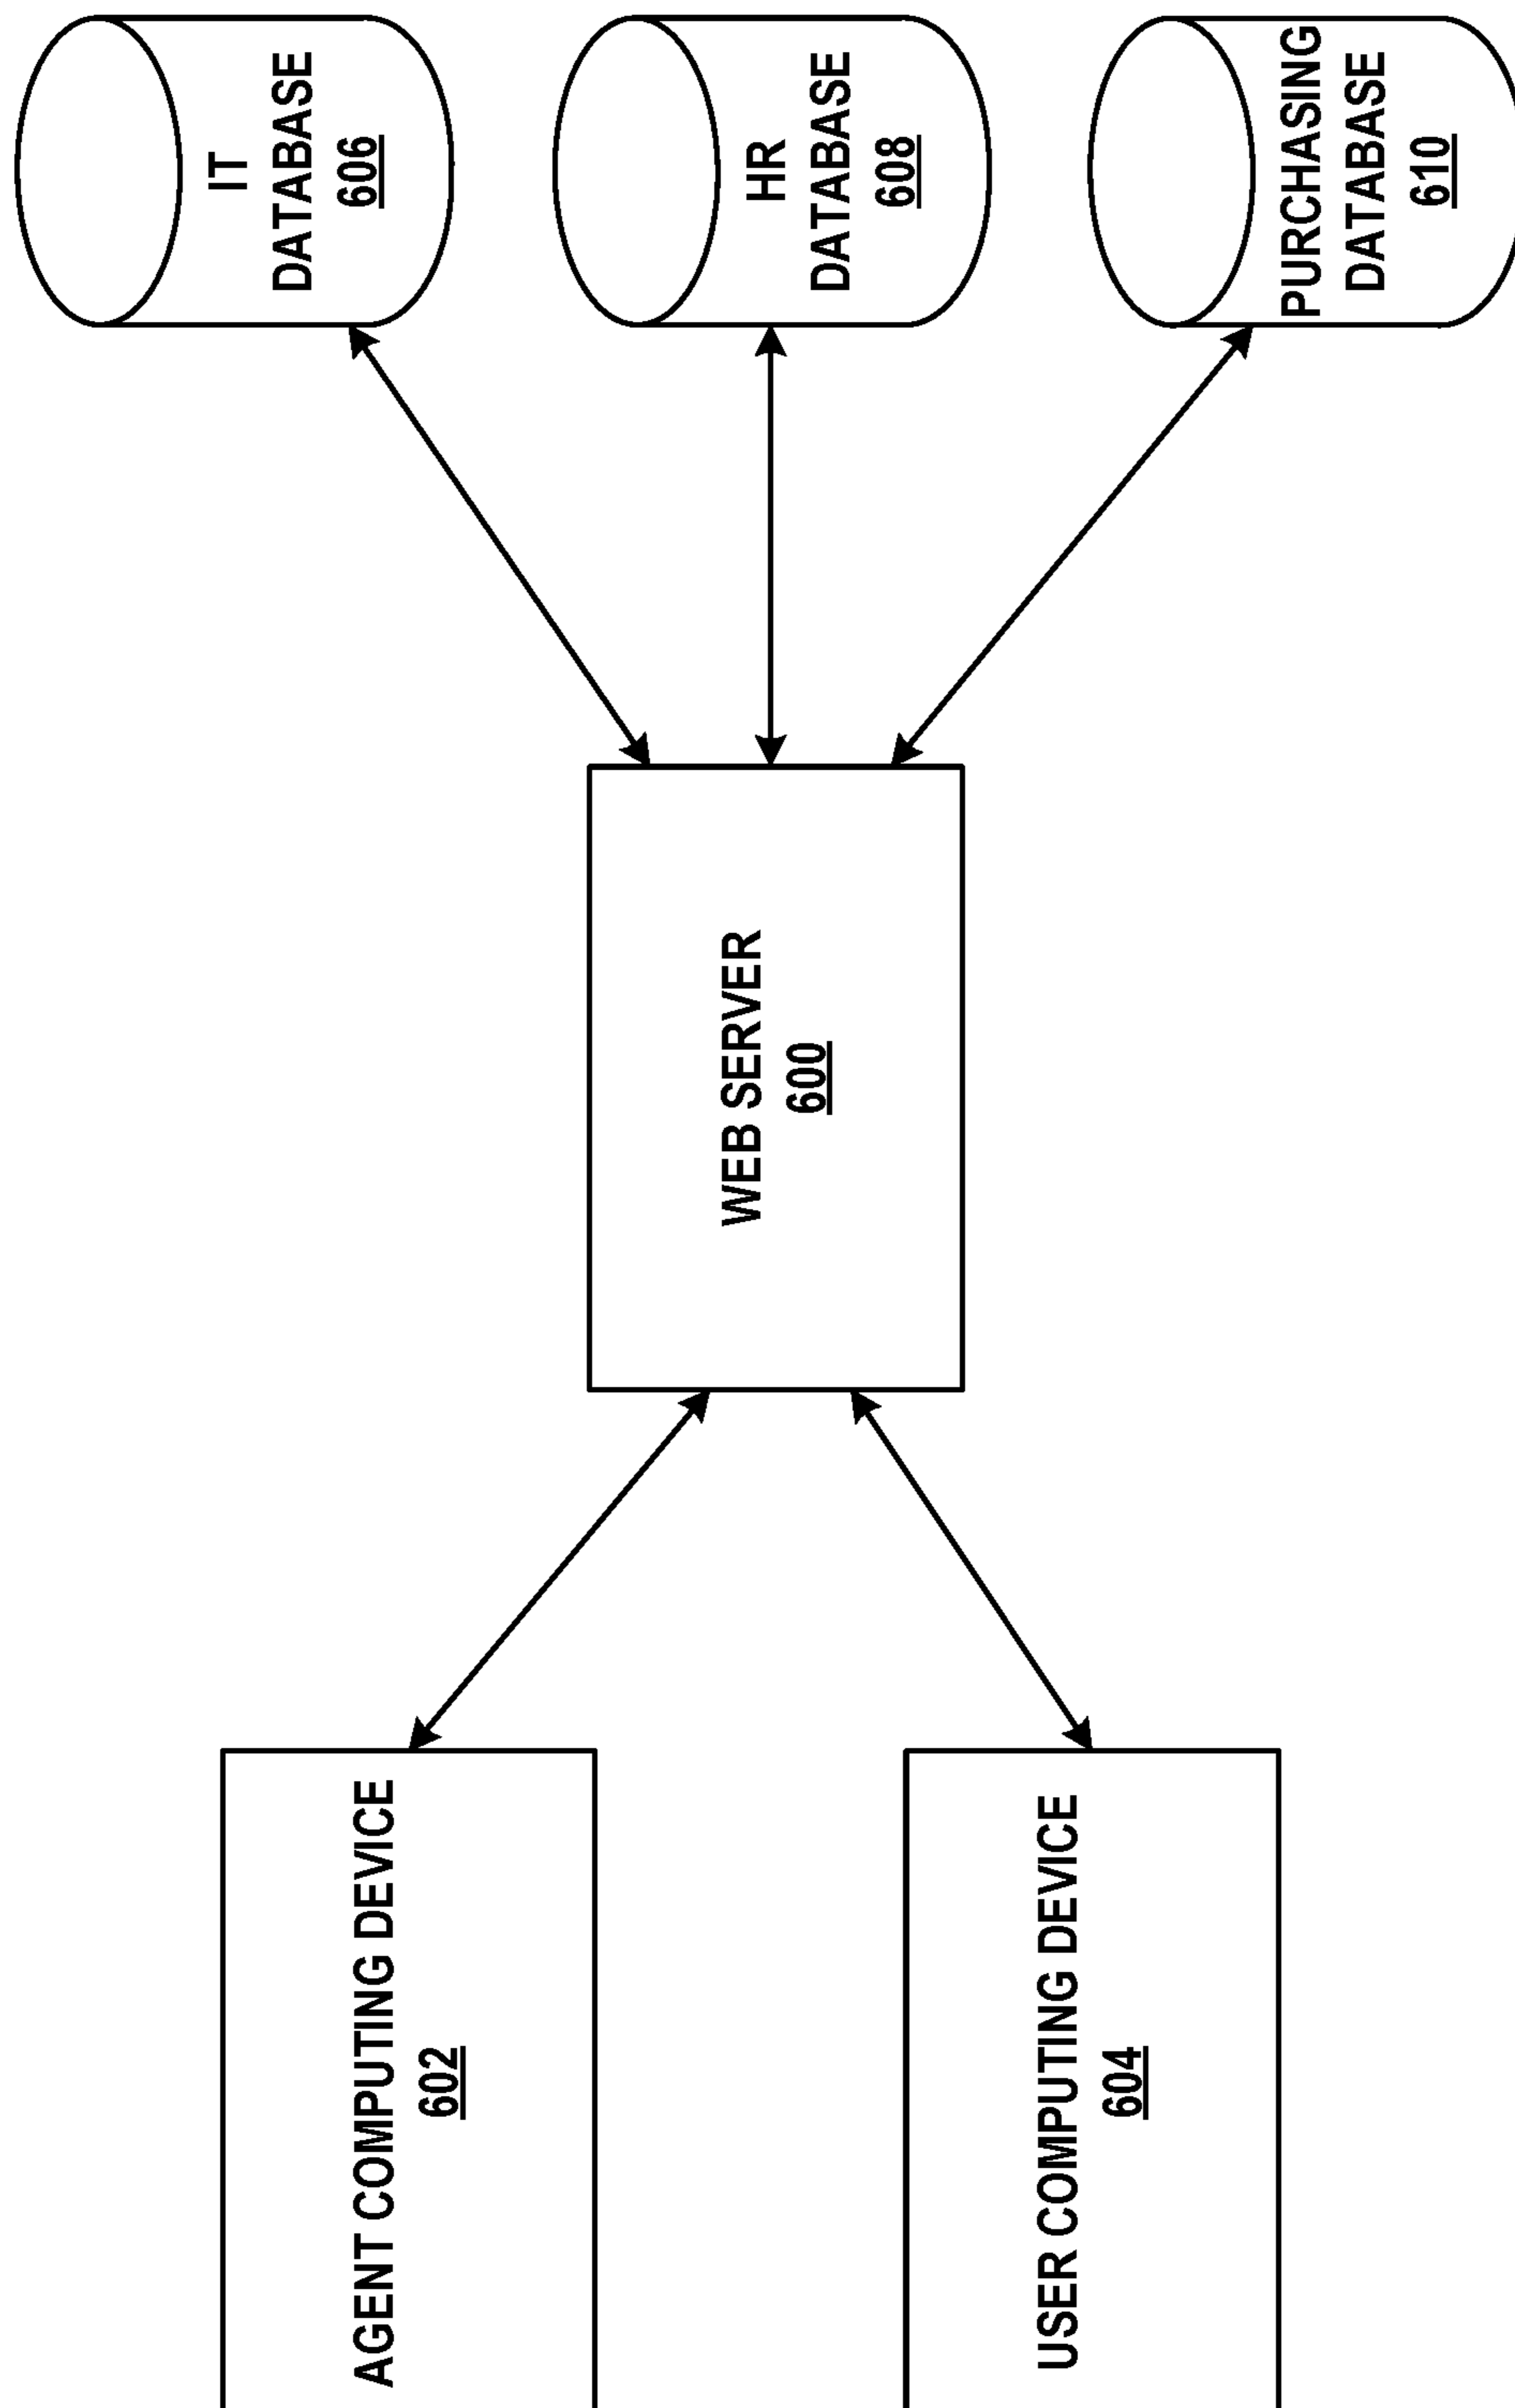 AGENT COMPUTING DEVICE
602
USER COMPUTING DEVICE
604
WEB SERVER
600
IT
DATABASE
606
HR
DATABASE
608
PURCHASING
DATABASE
610